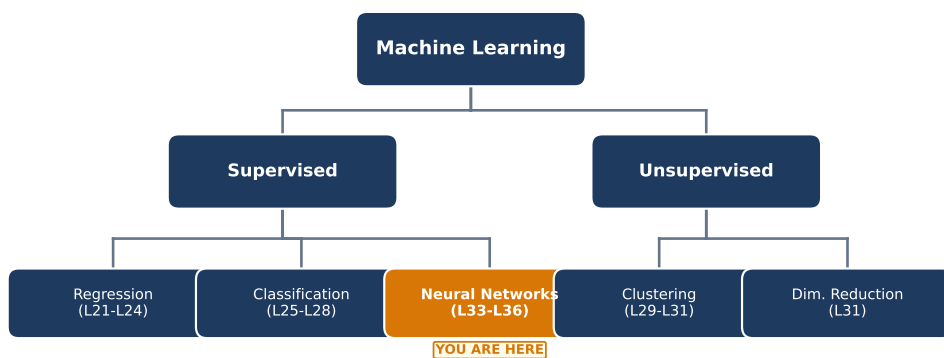 Machine Learning
Supervised
Unsupervised
Regression
(L21-L24)
Classification
(L25-L28)
Neural Networks
(L33-L36)
Clustering
(L29-L31)
Dim. Reduction
(L31)
YOU ARE HERE